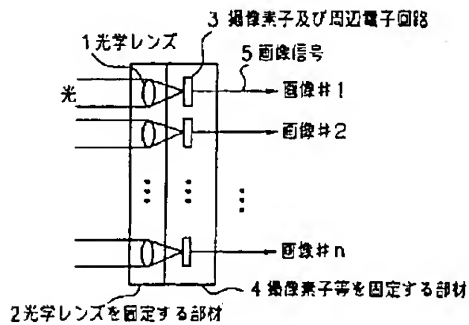 3 撮像素子及び周辺電子回路
1光学レンズ
5 画像信号
光
画像#1
画像#2
画像#n
4 撮像素子等を固定する部材
2光学レンズを固定する部材